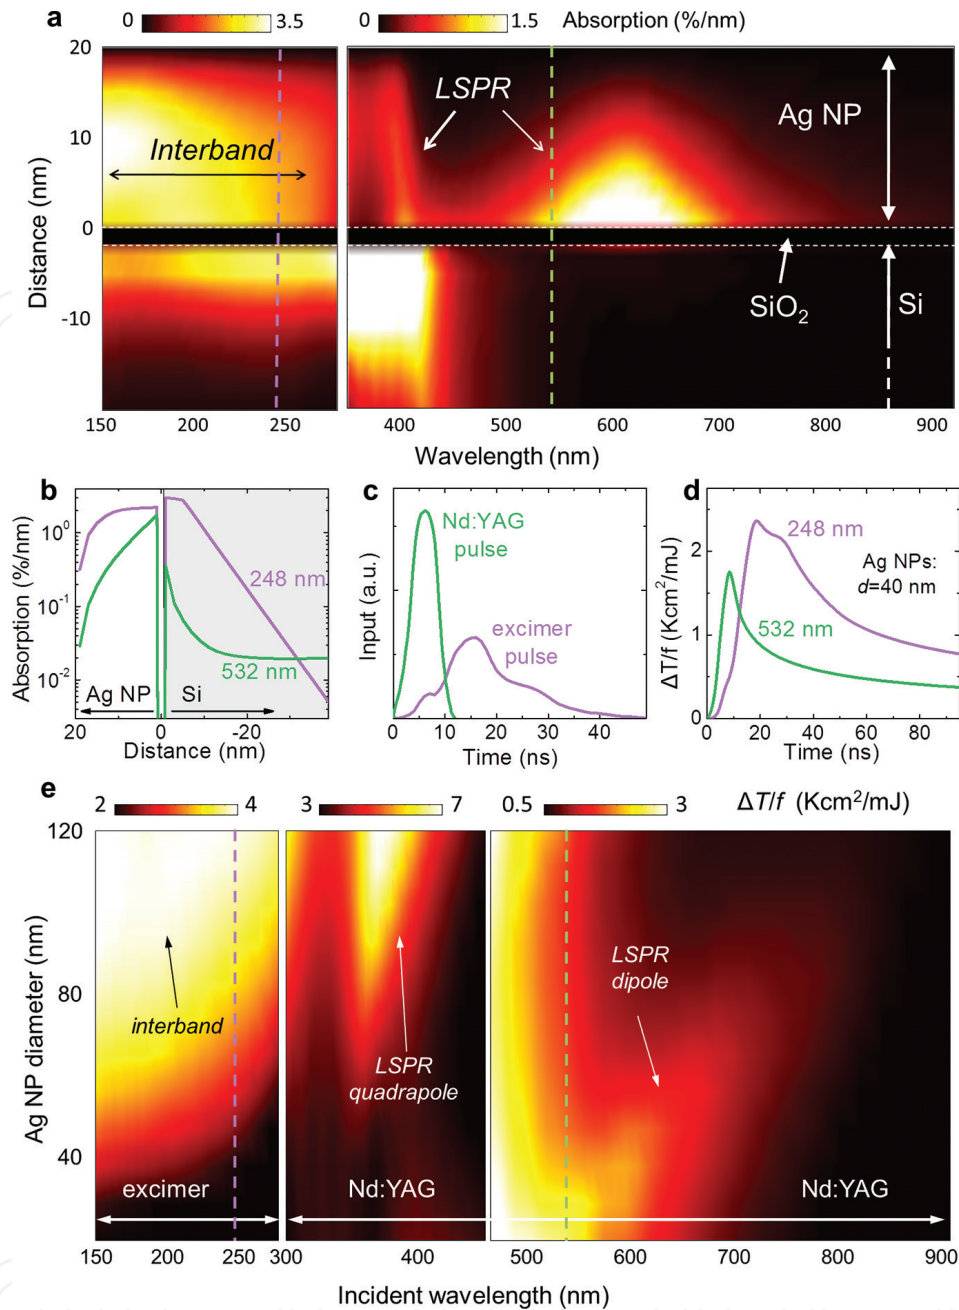 a
0
3.5
0
1.5
Absorption (%/nm)
20
10
0
-10
Distance (nm)
Interband
LSPR
Ag NP
SiO2
Si
150
200
250
400
500
600
700
800
900
Wavelength (nm)
b
10^0
10^-1
10^-2
Absorption (%/nm)
248 nm
532 nm
Ag NP
Si
20
0
-20
Distance (nm)
c
Nd:YAG
pulse
excimer
pulse
Input (a.u.)
0
10
20
30
40
Time (ns)
d
2
1
0
ΔT/f (Kcm²/mJ)
248 nm
Ag NPs:
d=40 nm
532 nm
0
20
40
60
80
Time (ns)
e
2
4
3
7
0.5
3
ΔT/f (Kcm²/mJ)
120
80
40
Ag NP diameter (nm)
interband
LSPR
quadrapole
LSPR
dipole
excimer
Nd:YAG
Nd:YAG
150
200
250
300
400
500
600
700
800
900
Incident wavelength (nm)